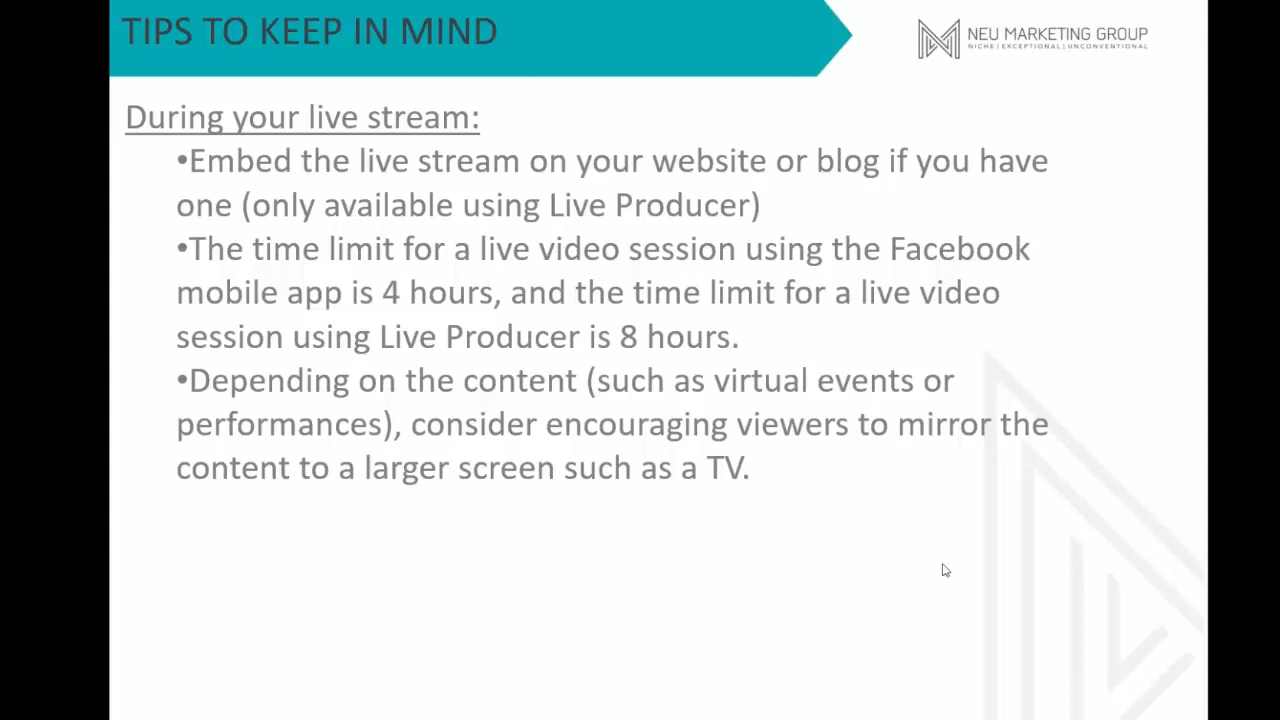 TIPS TO KEEP IN MIND
NEU MARKETING GROUP
NICHE | EXCEPTIONAL | UNCONVENTIONAL
During your live stream:
•Embed the live stream on your website or blog if you have
one (only available using Live Producer)
•The time limit for a live video session using the Facebook
mobile app is 4 hours, and the time limit for a live video
session using Live Producer is 8 hours.
•Depending on the content (such as virtual events or
performances), consider encouraging viewers to mirror the
content to a larger screen such as a TV.